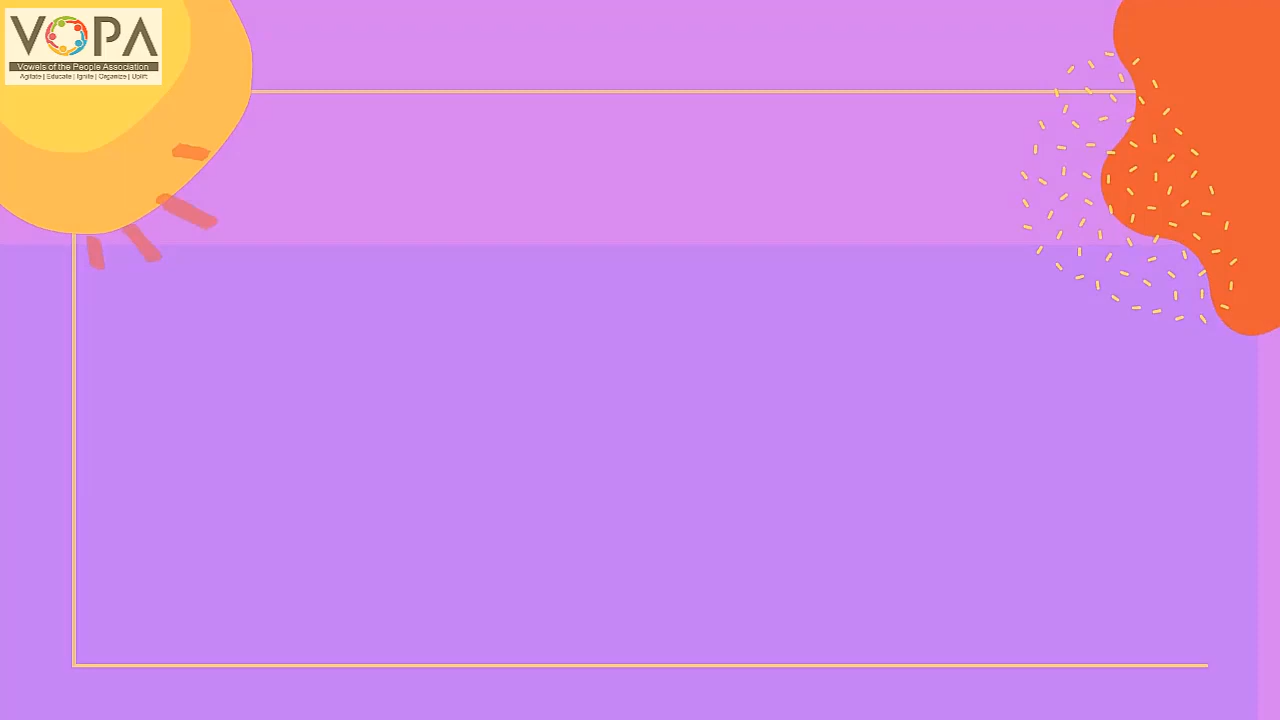 VOPA
Vowels of the People Association
Agitate | Educate | Ignite | Organize | Uplift